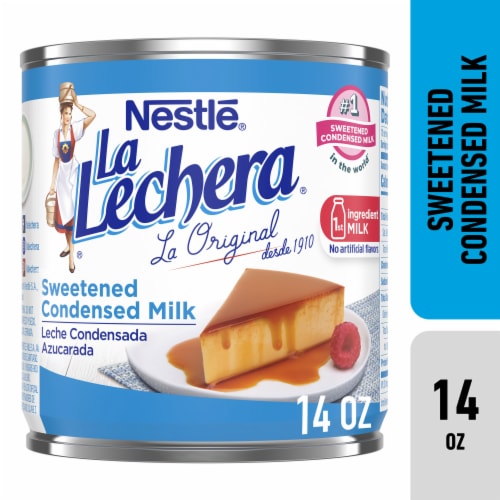 Nestlé®
La
Lechera®
La Original
desde 1910
#1
SWEETENED
CONDENSED MILK
in the world
1st
ingredient
MILK
No artificial flavors
Sweetened
Condensed Milk
Leche Condensada
Azucarada
14 OZ
SWEETENED
CONDENSED MILK
14
OZ